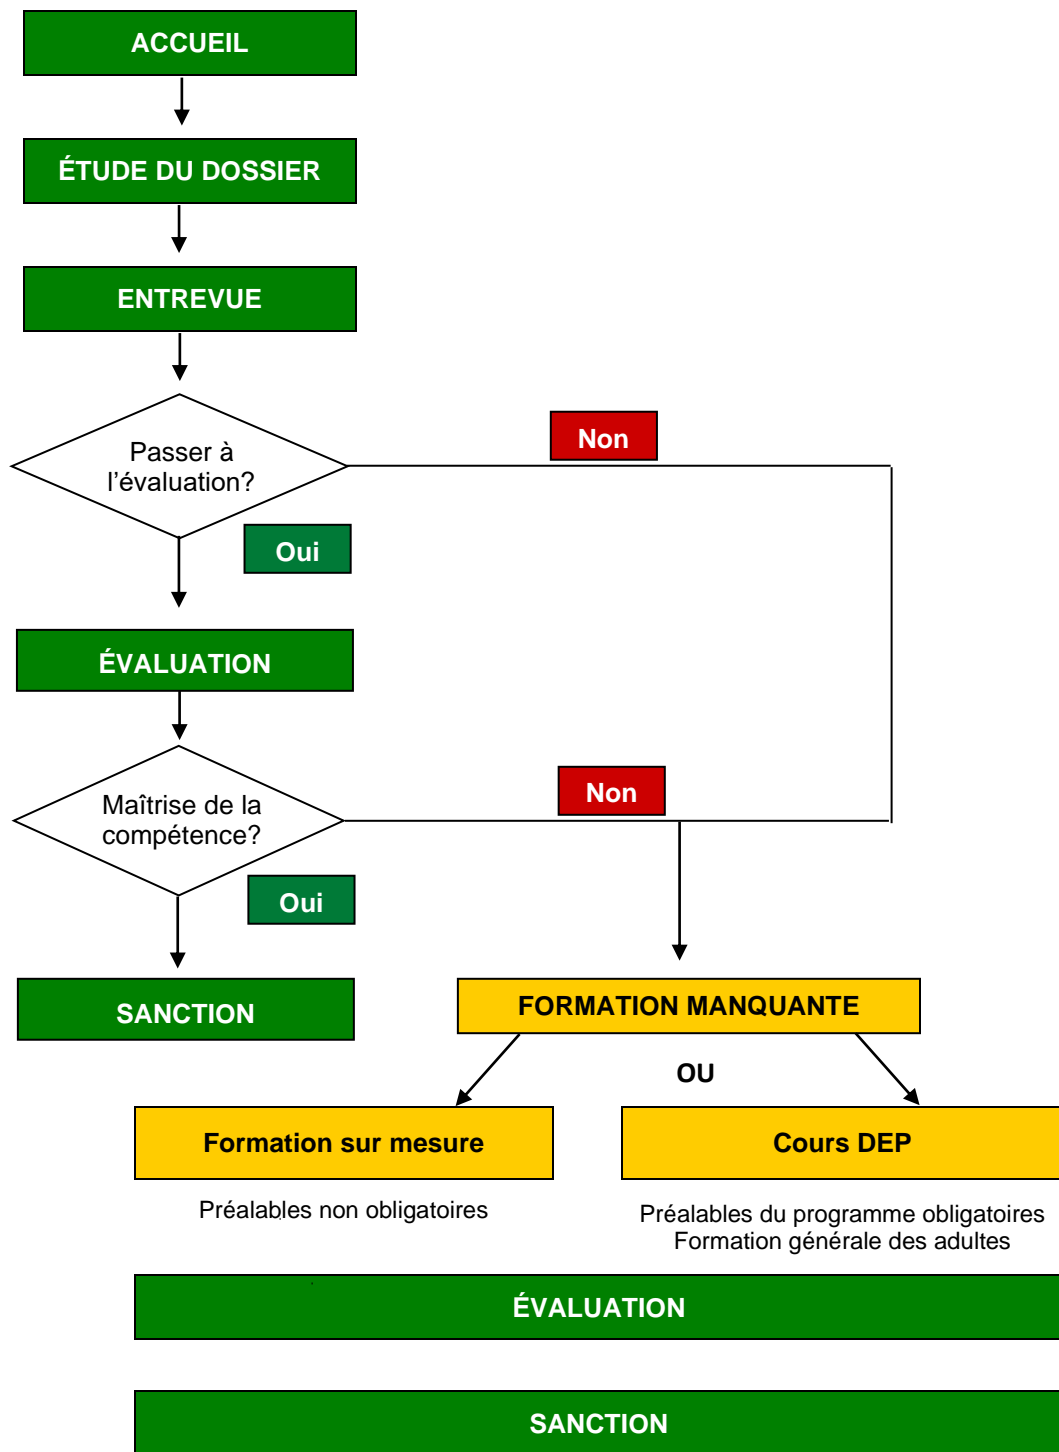 ACCUEIL
ÉTUDE DU DOSSIER
ENTREVUE
Passer à
l’évaluation?
Non
Oui
ÉVALUATION
Maîtrise de la
compétence?
Non
Oui
SANCTION
FORMATION MANQUANTE
OU
Formation sur mesure
Cours DEP
Préalables non obligatoires
Préalables du programme obligatoires
Formation générale des adultes
ÉVALUATION
SANCTION